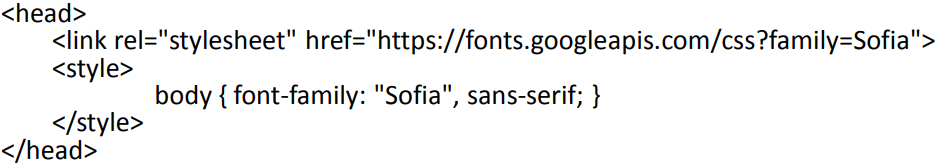 <head>
<link rel="stylesheet" href="https://fonts.googleapis.com/css?family=Sofia">
<style>
body { font-family: "Sofia", sans-serif; }
</style>
</head>